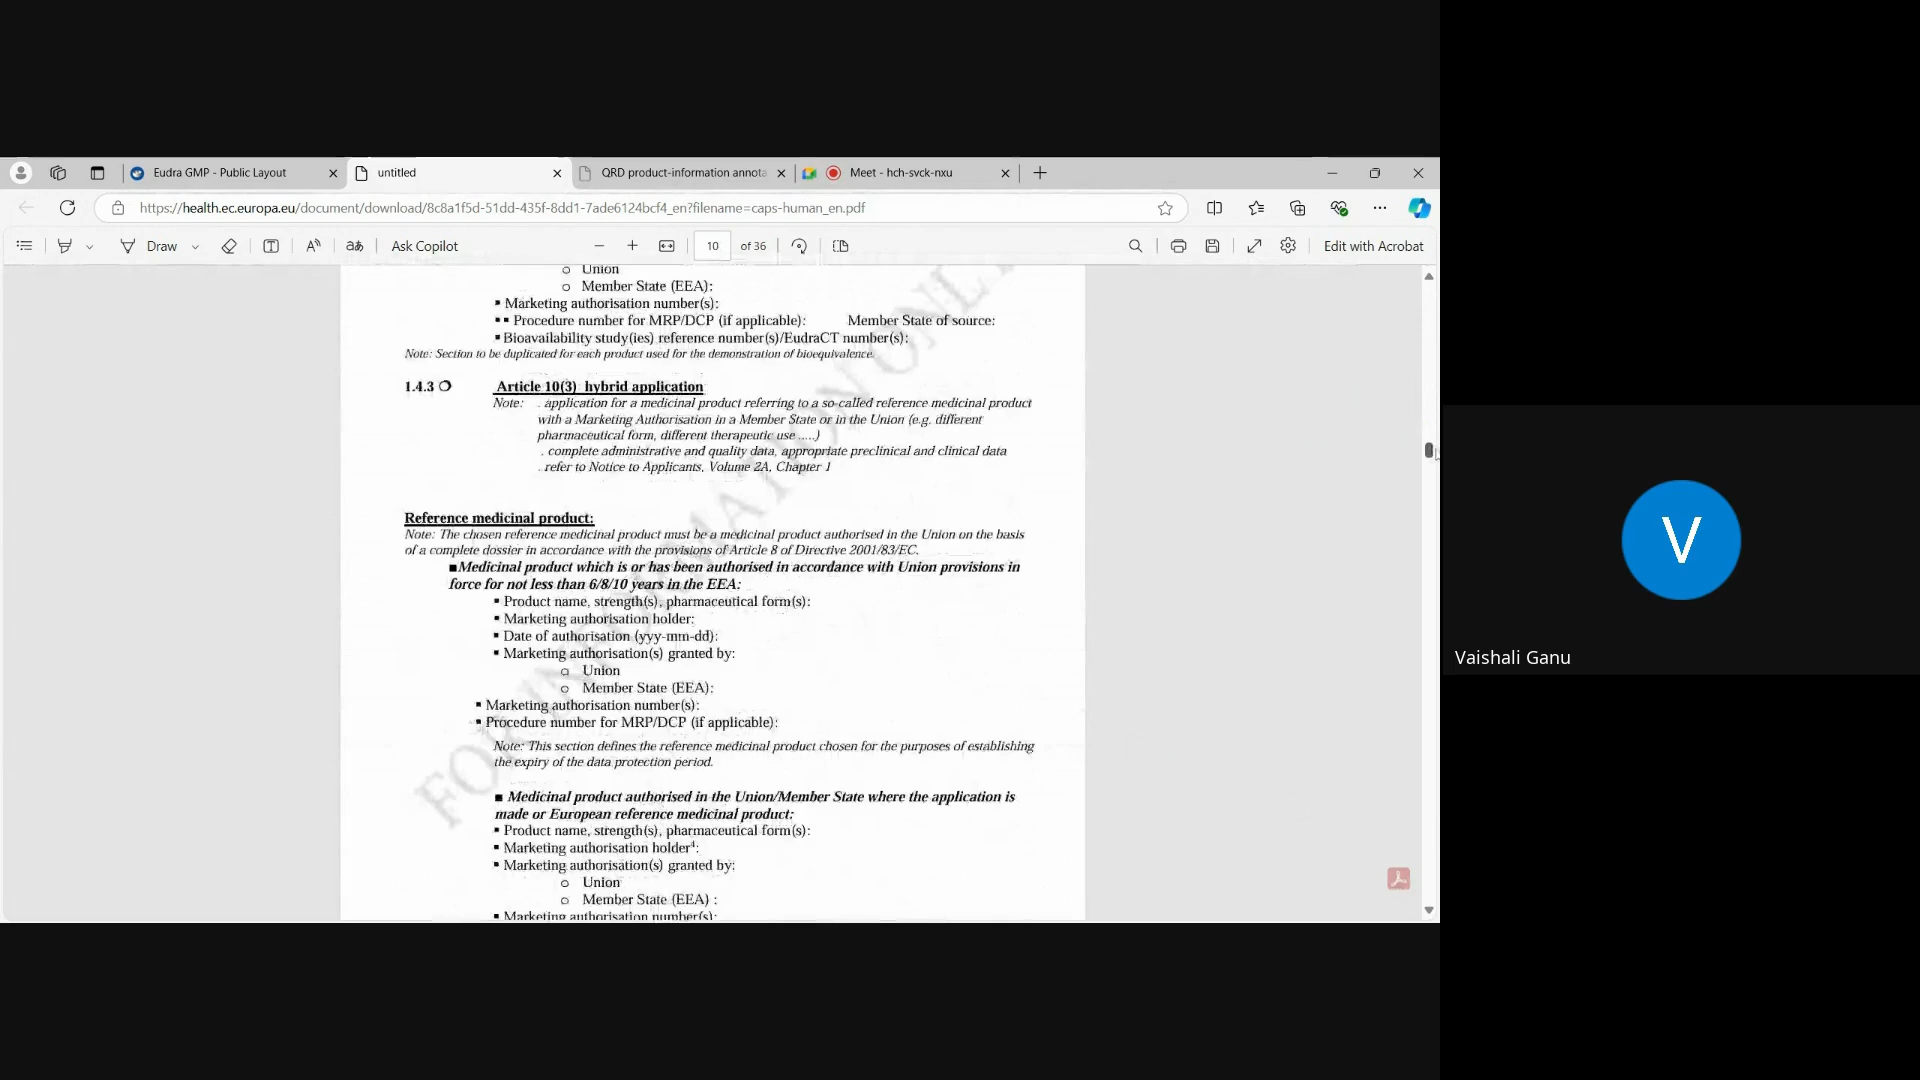 Eudra GMP - Public Layout
untitled
QRD product-information annota
Meet - hch-svck-nxu
https://health.ec.europa.eu/document/download/8c8a1f5d-51dd-435f-8dd1-7ade6124bcf4_en?filename=caps-human_en.pdf
Draw
aあ
Ask Copilot
10
of 36
Edit with Acrobat
o Union
o Member State (EEA):
▪ Marketing authorisation number(s):
▪▪ Procedure number for MRP/DCP (if applicable): Member State of source:
▪ Bioavailability study(ies) reference number(s)/EudraCT number(s):
Note: Section to be duplicated for each product used for the demonstration of bioequivalence.
1.4.3 O Article 10(3) hybrid application
Note: . application for a medicinal product referring to a so-called reference medicinal product
with a Marketing Authorisation in a Member State or in the Union (e.g. different
pharmaceutical form, different therapeutic use .....)
. complete administrative and quality data, appropriate preclinical and clinical data
. refer to Notice to Applicants, Volume 2A, Chapter 1
Reference medicinal product:
Note: The chosen reference medicinal product must be a medicinal product authorised in the Union on the basis
of a complete dossier in accordance with the provisions of Article 8 of Directive 2001/83/EC.
■Medicinal product which is or has been authorised in accordance with Union provisions in
force for not less than 6/8/10 years in the EEA:
▪ Product name, strength(s), pharmaceutical form(s):
▪ Marketing authorisation holder:
▪ Date of authorisation (yyy-mm-dd):
▪ Marketing authorisation(s) granted by:
o Union
o Member State (EEA):
▪ Marketing authorisation number(s):
▪ Procedure number for MRP/DCP (if applicable):
Note: This section defines the reference medicinal product chosen for the purposes of establishing
the expiry of the data protection period.
■ Medicinal product authorised in the Union/Member State where the application is
made or European reference medicinal product:
▪ Product name, strength(s), pharmaceutical form(s):
▪ Marketing authorisation holder⁴:
▪ Marketing authorisation(s) granted by:
o Union
o Member State (EEA) :
▪ Marketing authorisation number(s):
FOR INFORMATION ONL
V
Vaishali Ganu